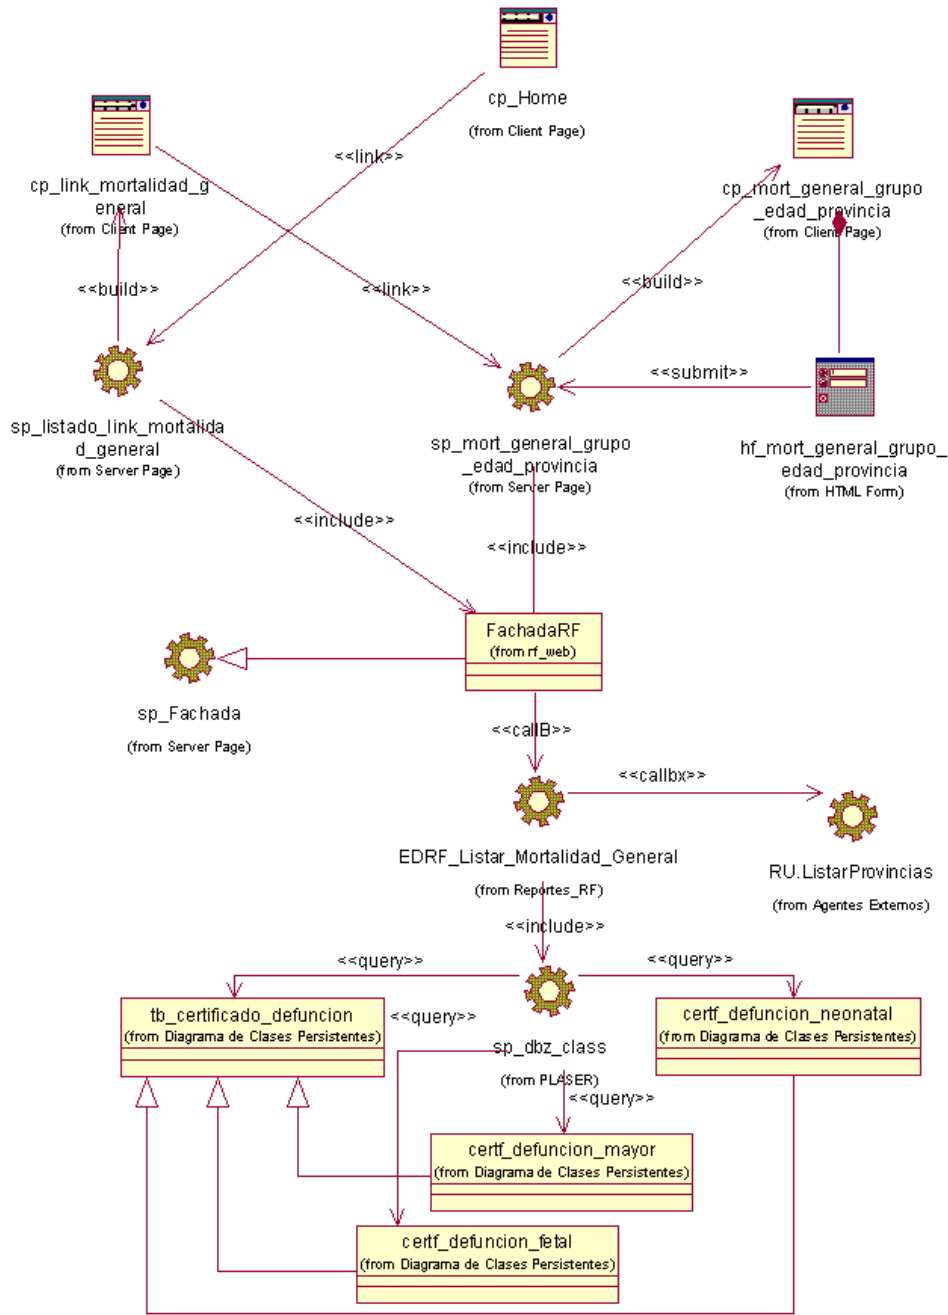 cp_Home
(from Client Page)
cp_link_mortalidad_g
eneral
(from Client Page)
cp_mort_general_grupo
_edad_provincia
(from Client Page)
<<link>>
<<build>>
<<link>>
<<build>>
<<submit>>
sp_listado_link_mortalida
d_general
(from Server Page)
sp_mort_general_grupo
_edad_provincia
(from Server Page)
hf_mort_general_grupo_
edad_provincia
(from HTML Form)
<<include>>
<<include>>
FachadaRF
(from rf_web)
sp_Fachada
(from Server Page)
<<callB>>
<<callbx>>
EDRF_Listar_Mortalidad_General
(from Reportes_RF)
RU.ListarProvincias
(from Agentes Externos)
<<include>>
<<query>>
<<query>>
tb_certificado_defuncion
(from Diagrama de Clases Persistentes)
<<query>>
certf_defuncion_neonatal
(from Diagrama de Clases Persistentes)
sp_dbz_class
(from PLASER)
<<query>>
certf_defuncion_mayor
(from Diagrama de Clases Persistentes)
certf_defuncion_fetal
(from Diagrama de Clases Persistentes)